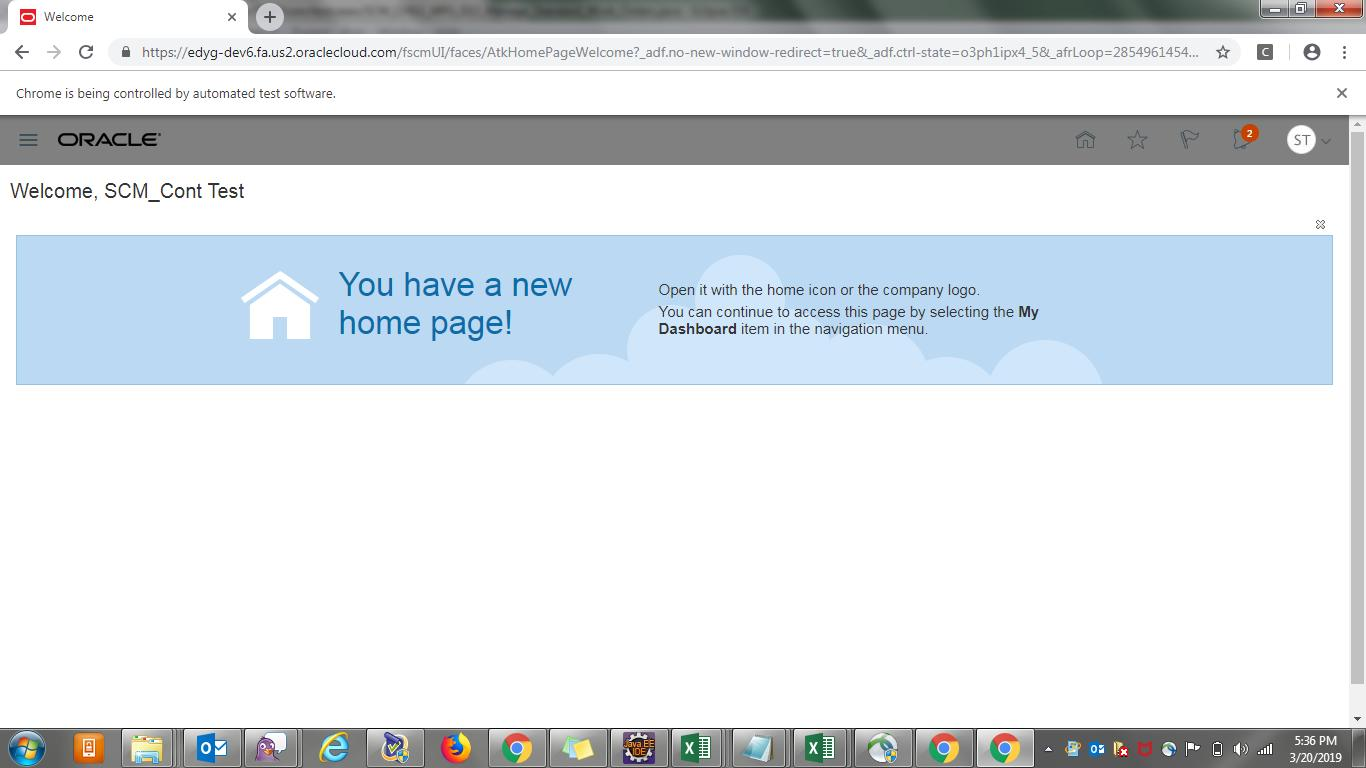 Welcome
https://edyg-dev6.fa.us2.oraclecloud.com/fscmUI/faces/AtkHomePageWelcome?_adf.no-new-window-redirect=true&_adf.ctrl-state=o3ph1ipx4_5&_afrLoop=2854961454...
C
Chrome is being controlled by automated test software.
ORACLE
2
ST
Welcome, SCM_Cont Test
You have a new
home page!
Open it with the home icon or the company logo.
You can continue to access this page by selecting the My
Dashboard item in the navigation menu.
Java EE
IDE
5:36 PM
3/20/2019